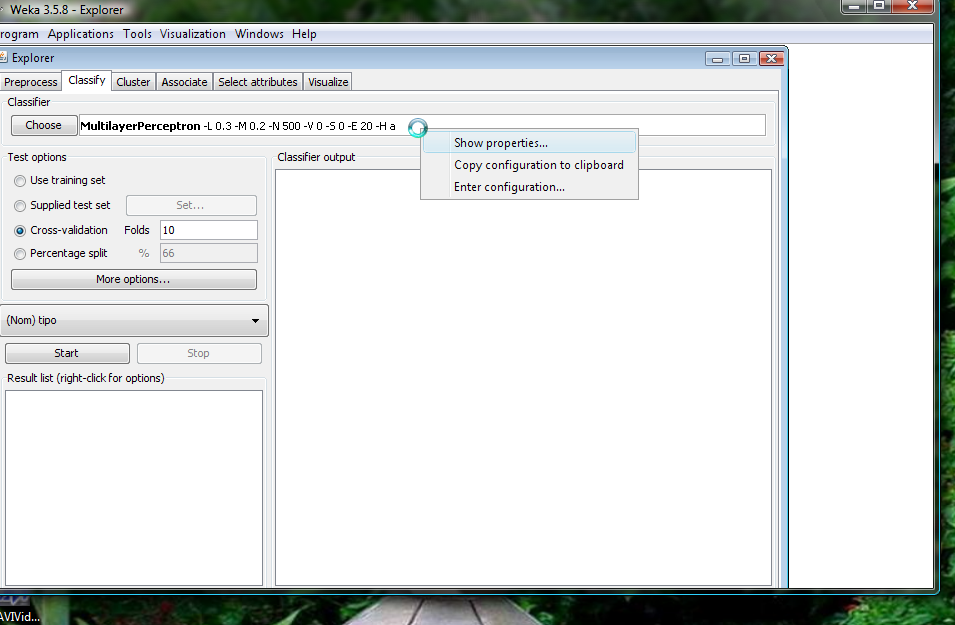 Weka 3.5.8 - Explorer
rogram Applications Tools Visualization Windows Help
Explorer
Preprocess Classify Cluster Associate Select attributes Visualize
Classifier
Choose MultilayerPerceptron -L 0.3 -M 0.2 -N 500 -V 0 -S 0 -E 20 -H a
Show properties...
Copy configuration to clipboard
Enter configuration...
Test options
Use training set
Supplied test set Set...
Cross-validation Folds 10
Percentage split % 66
More options...
(Nom) tipo
Start Stop
Result list (right-click for options)
Classifier output
AVIVid...